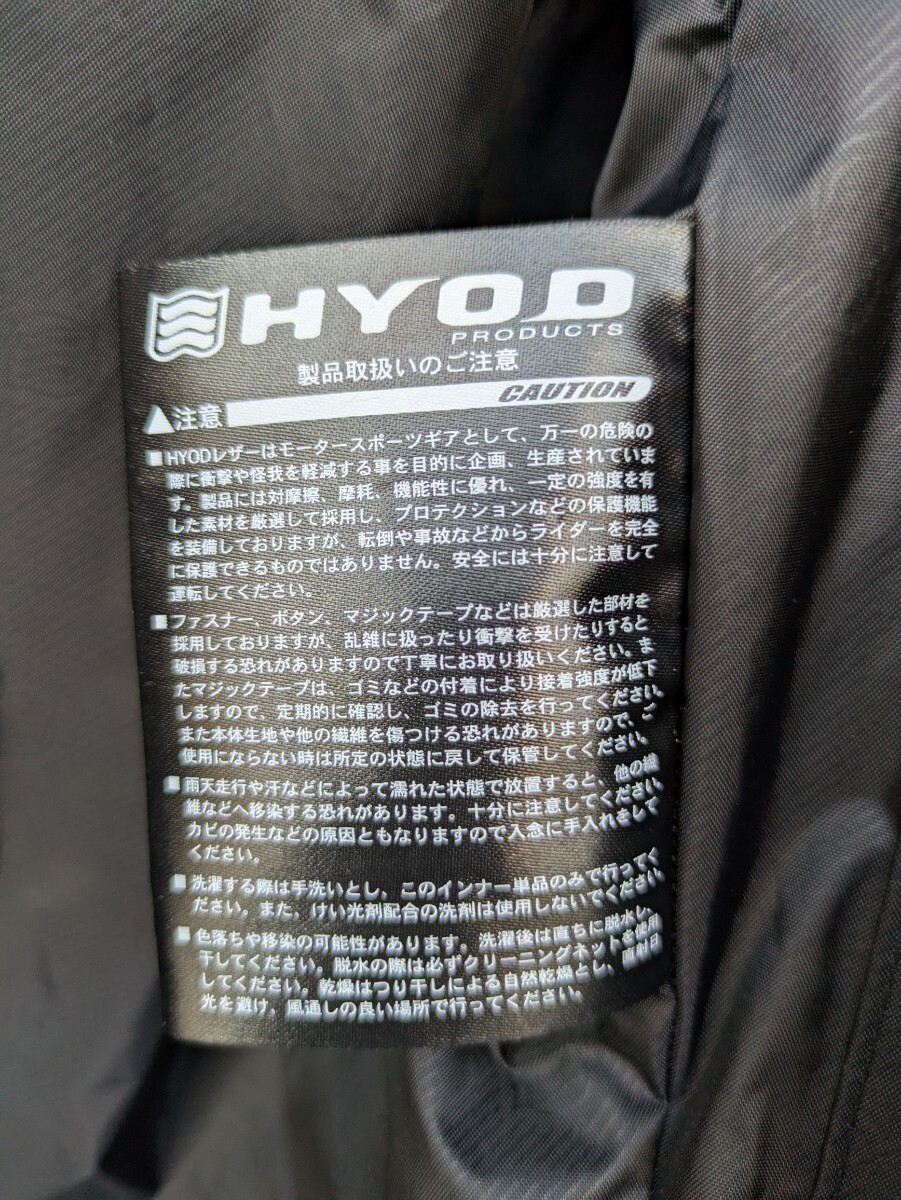 HYOD
PRODUCTS
製品取扱いのご注意
CAUTION
▲注意
■HYODレザーはモータースポーツギアとして、万一の危険の
際に衝撃や怪我を軽減する事を目的に企画、生産されていま
す。製品には対摩擦、摩耗、機能性に優れ、一定の強度を有
した素材を厳選して採用し、プロテクションなどの保護機能
を装備しておりますが、転倒や事故などからライダーを完全
に保護できるものではありません。安全には十分に注意して
運転してください。
■ファスナー ボタン、マジックテープなどは厳選した部材を
採用しておりますが、乱雑に扱ったり衝撃を受けたりすると
破損する恐れがありますので丁寧にお取り扱いください。ま
たマジックテープは、ゴミなどの付着により接着強度が低下
しますので、定期的に確認し、ゴミの除去を行ってください。
また本体生地や他の繊維を傷つける恐れがありますので、ご
使用にならない時は所定の状態に戻して保管してください。
■雨天走行や汗などによって濡れた状態で放置すると、他の繊
維などへ移染する恐れがあります。十分に注意してください。
カビの発生などの原因ともなりますので入念に手入れをして
ください。
■洗濯する際は手洗いとし、このインナー単品のみで行ってく
ださい。また、けい光剤配合の洗剤は使用しないでください。
■色落ちや移染の可能性があります。洗濯後は直ちに脱水し、
干してください。脱水の際は必ずクリーニングネットを使用
してください。乾燥はつり干しによる自然乾燥とし、直射日
光を避け、風通しの良い場所で行ってください。